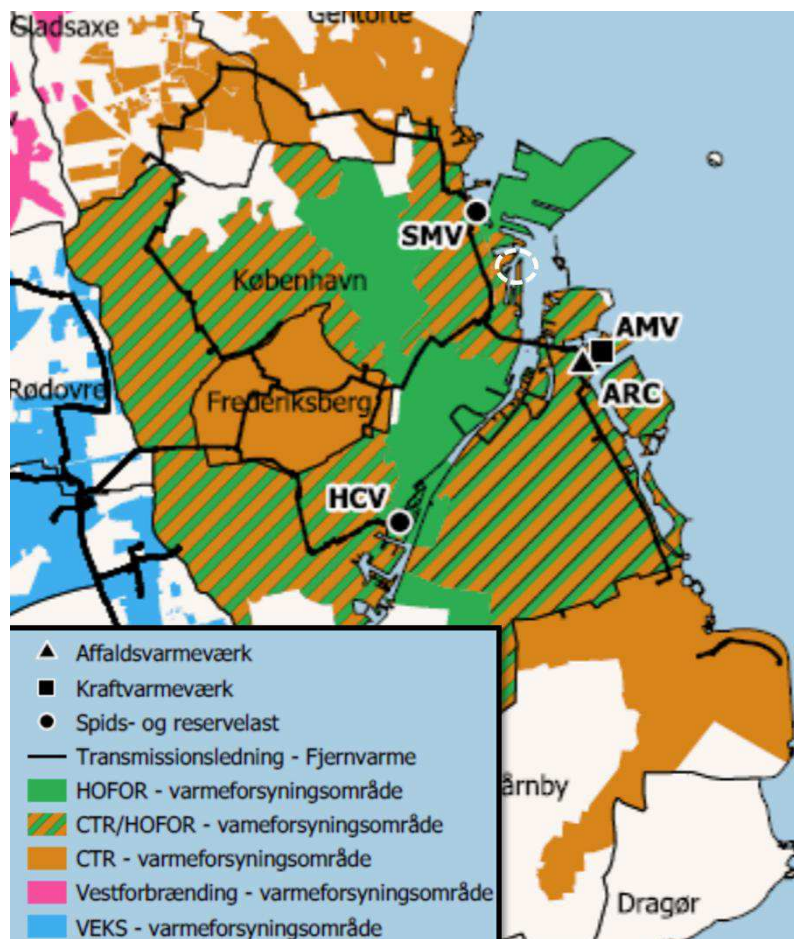 Gladsaxe
Gentofte
SMV
København
AMV
Rødovre
Frederiksberg
ARC
HCV
Affaldsvarmeværk
Kraftvarmeværk
Spids- og reservelast
Transmissionsledning - Fjernvarme
HOFOR - varmeforsyningsområde
CTR/HOFOR - vameforsyningsområde
CTR - varmeforsyningsområde
Vestforbrænding - varmeforsyningsområde
VEKS - varmeforsyningsområde
årnby
Dragør